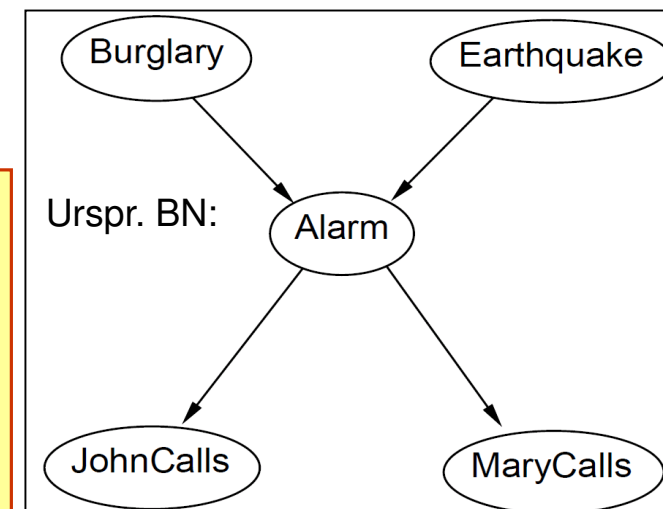 Burglary
Earthquake
Urspr. BN:
Alarm
JohnCalls
MaryCalls